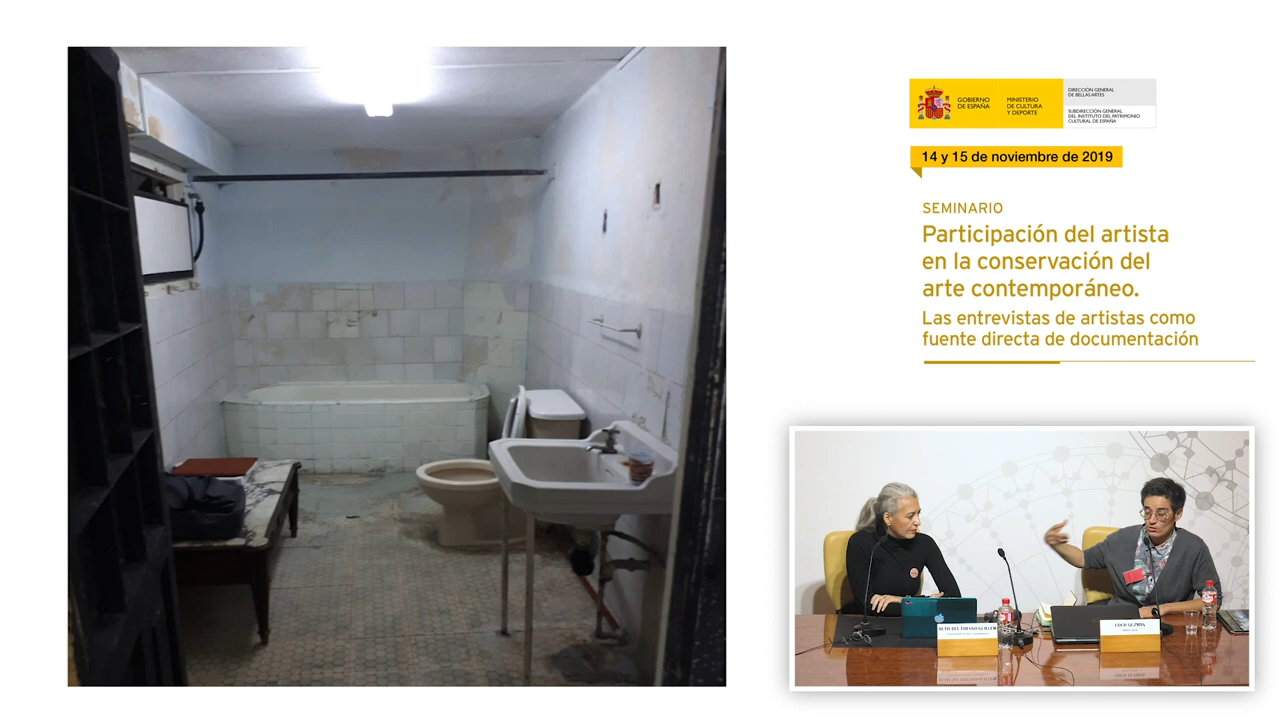 GOBIERNO
DE ESPAÑA
MINISTERIO
DE CULTURA
Y DEPORTE
DIRECCIÓN GENERAL
DE BELLAS ARTES
SUBDIRECCIÓN GENERAL
DEL INSTITUTO DEL PATRIMONIO
CULTURAL DE ESPAÑA
14 y 15 de noviembre de 2019
SEMINARIO
Participación del artista
en la conservación del
arte contemporáneo.
Las entrevistas de artistas como
fuente directa de documentación
COCO GUZMÁN